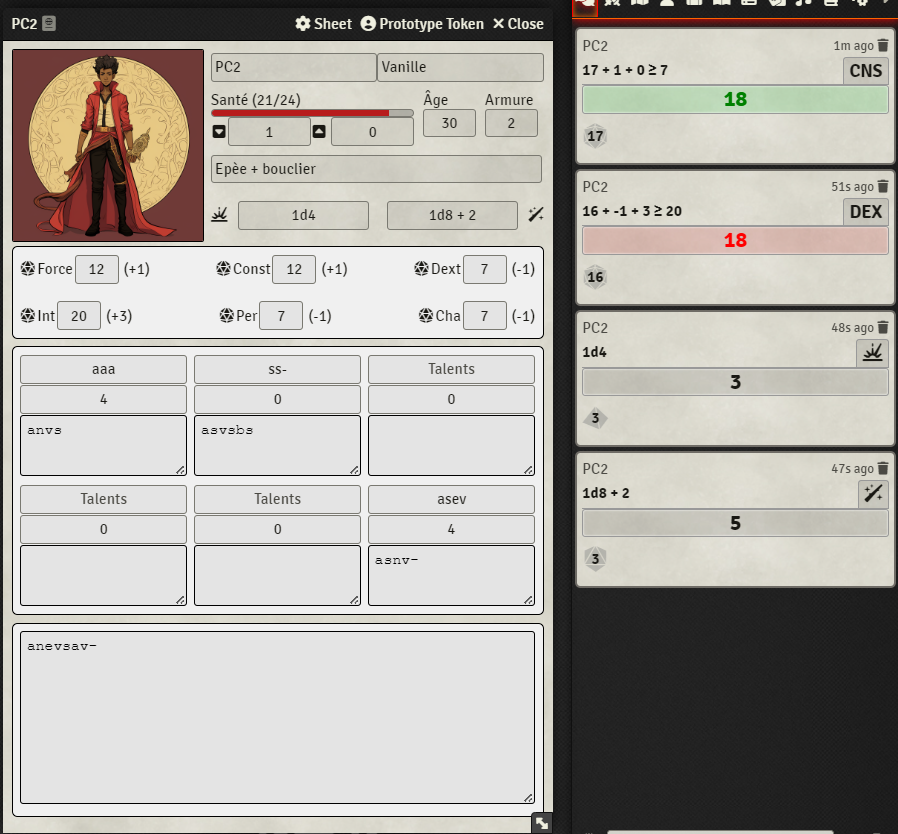 PC2 Sheet Prototype Token Close
PC2 Vanille
Santé (21/24) Âge Armure
1 0 30 2
Epèe + bouclier
1d4 1d8 + 2
Force 12 (+1) Const 12 (+1) Dext 7 (-1)
Int 20 (+3) Per 7 (-1) Cha 7 (-1)
aaa ss- Talents
4 0 0
anvs asvsbs
Talents Talents asev
0 0 4
asnv-
anevsav-
PC2 1m ago
17 + 1 + 0 ≥ 7 CNS
18
17
PC2 51s ago
16 + -1 + 3 ≥ 20 DEX
18
16
PC2 48s ago
1d4
3
3
PC2 47s ago
1d8 + 2
5
3